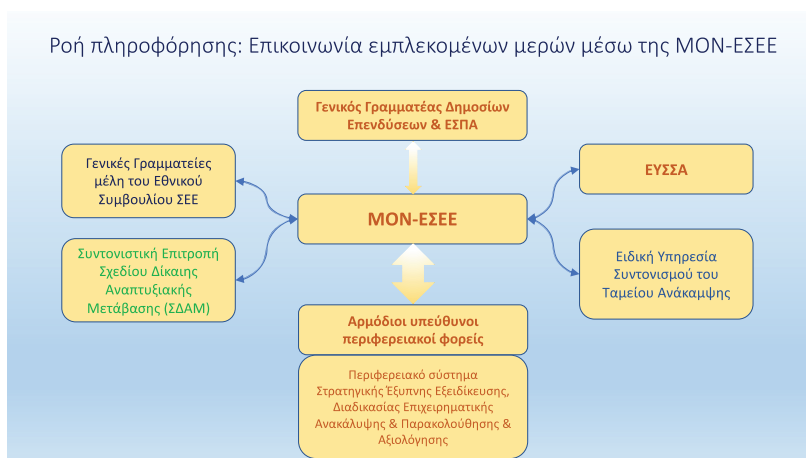 Ροή πληροφόρησης: Επικοινωνία εμπλεκομένων μερών μέσω της ΜΟΝ-ΕΣΕΕ
Γενικός Γραμματέας Δημοσίων
Επενδύσεων & ΕΣΠΑ
Γενικές Γραμματείες
μέλη του Εθνικού
Συμβουλίου ΣΕΕ
ΕΥΣΣΑ
ΜΟΝ-ΕΣΕΕ
Συντονιστική Επιτροπή
Σχεδίου Δίκαιης
Αναπτυξιακής
Μετάβασης (ΣΔΑΜ)
Ειδική Υπηρεσία
Συντονισμού του
Ταμείου Ανάκαμψης
Αρμόδιοι υπεύθυνοι
περιφερειακοί φορείς
Περιφερειακό σύστημα
Στρατηγικής Έξυπνης Εξειδίκευσης,
Διαδικασίας Επιχειρηματικής
Ανακάλυψης & Παρακολούθησης &
Αξιολόγησης